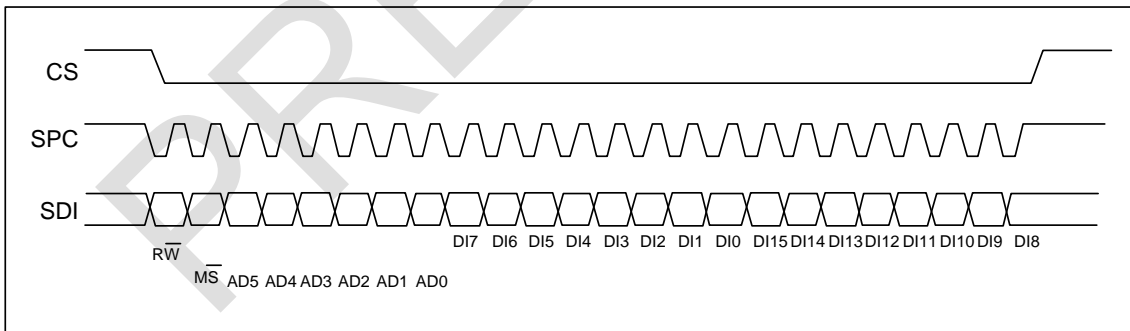 CS
SPC
SDI
DI7 DI6 DI5 DI4 DI3 DI2 DI1 DI0 DI15 DI14 DI13 DI12 DI11 DI10 DI9 DI8
RW̅
MS̅ AD5 AD4 AD3 AD2 AD1 AD0
PRE